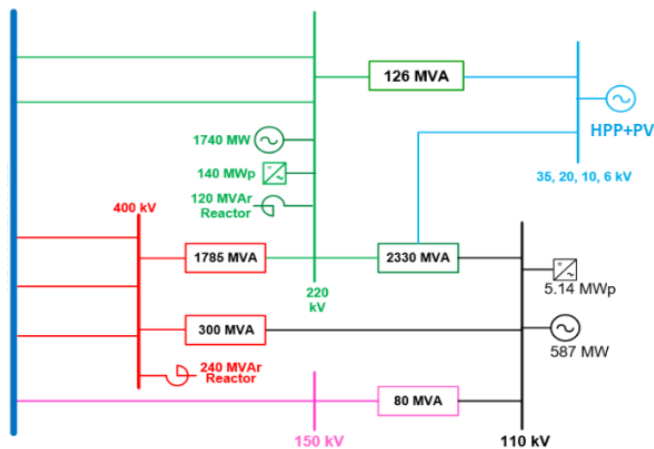 126 MVA
HPP+PV
1740 MW
140 MWp
120 MVAr
Reactor
35, 20, 10, 6 kV
400 kV
1785 MVA
2330 MVA
220
kV
5.14 MWp
300 MVA
587 MW
240 MVAr
Reactor
80 MVA
150 kV
110 kV